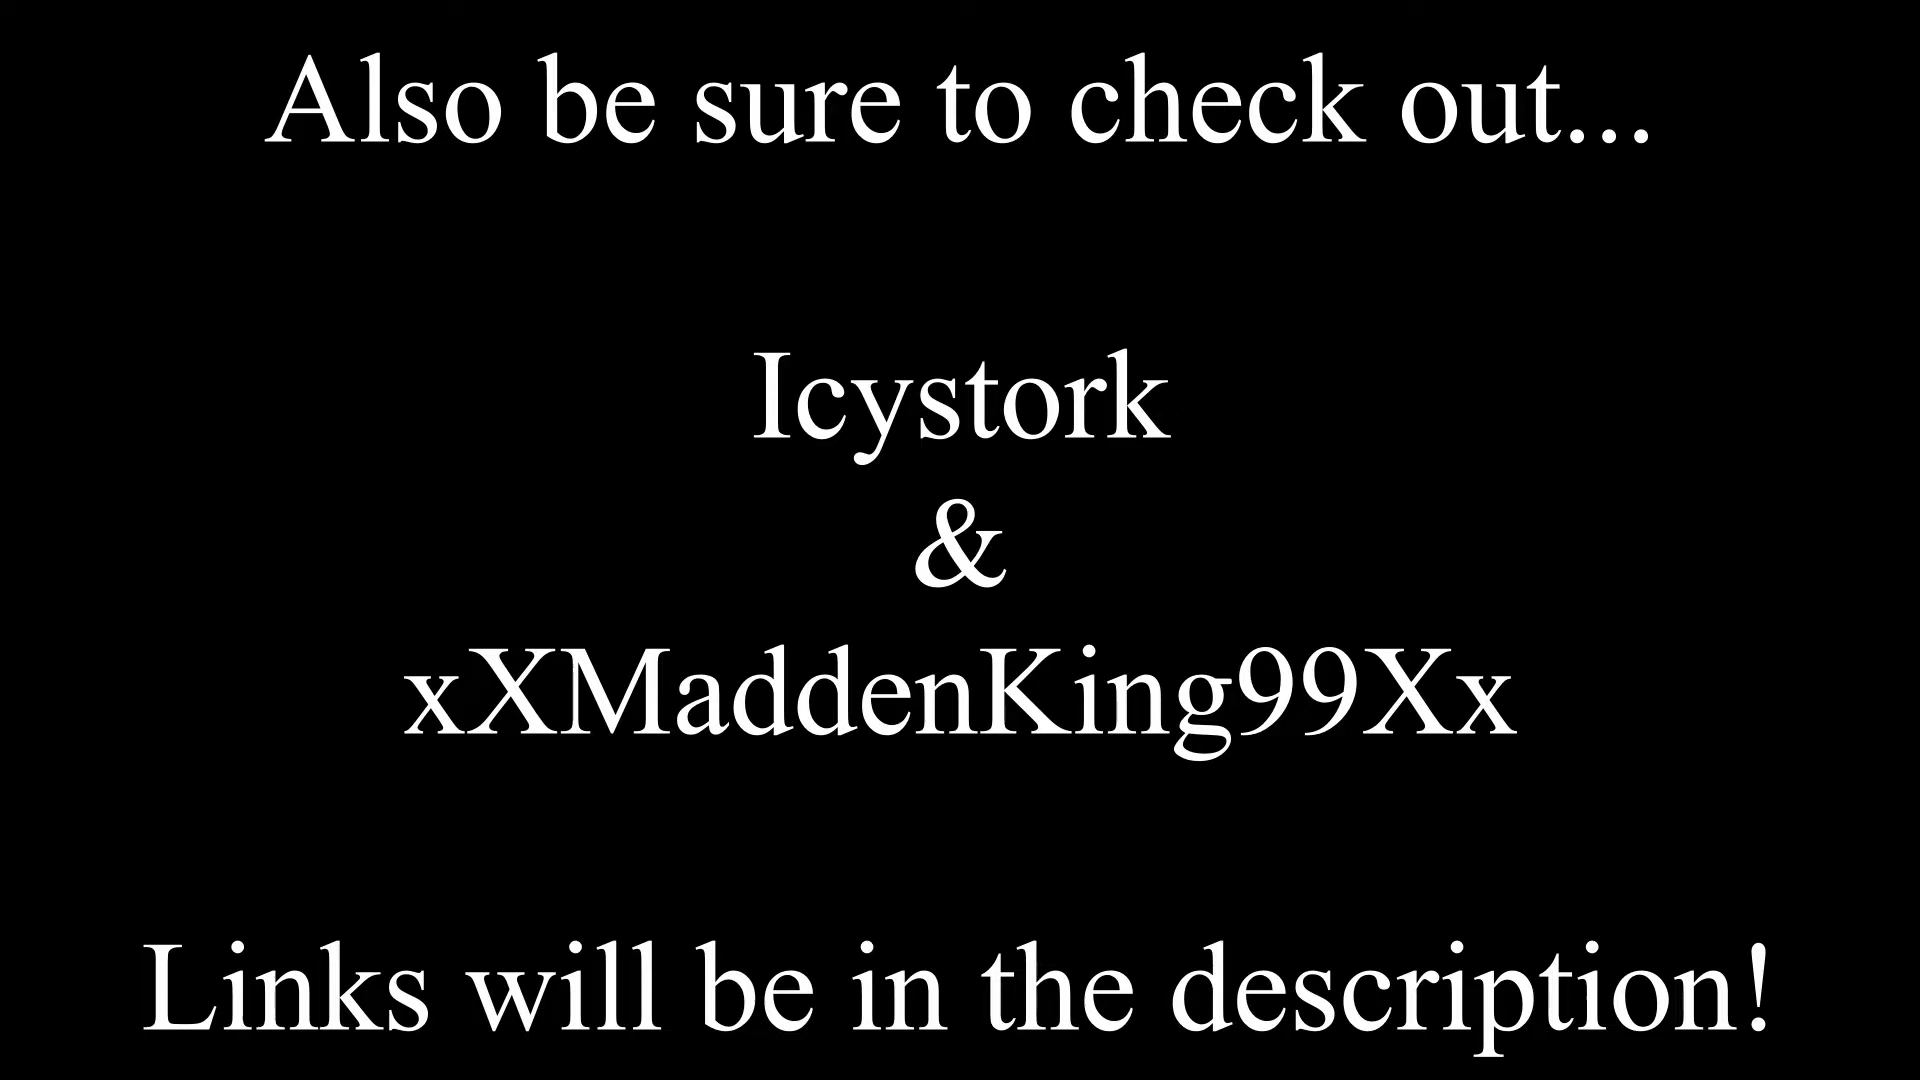 Also be sure to check out...
Icystork
&
xXMaddenKing99Xx
Links will be in the description!